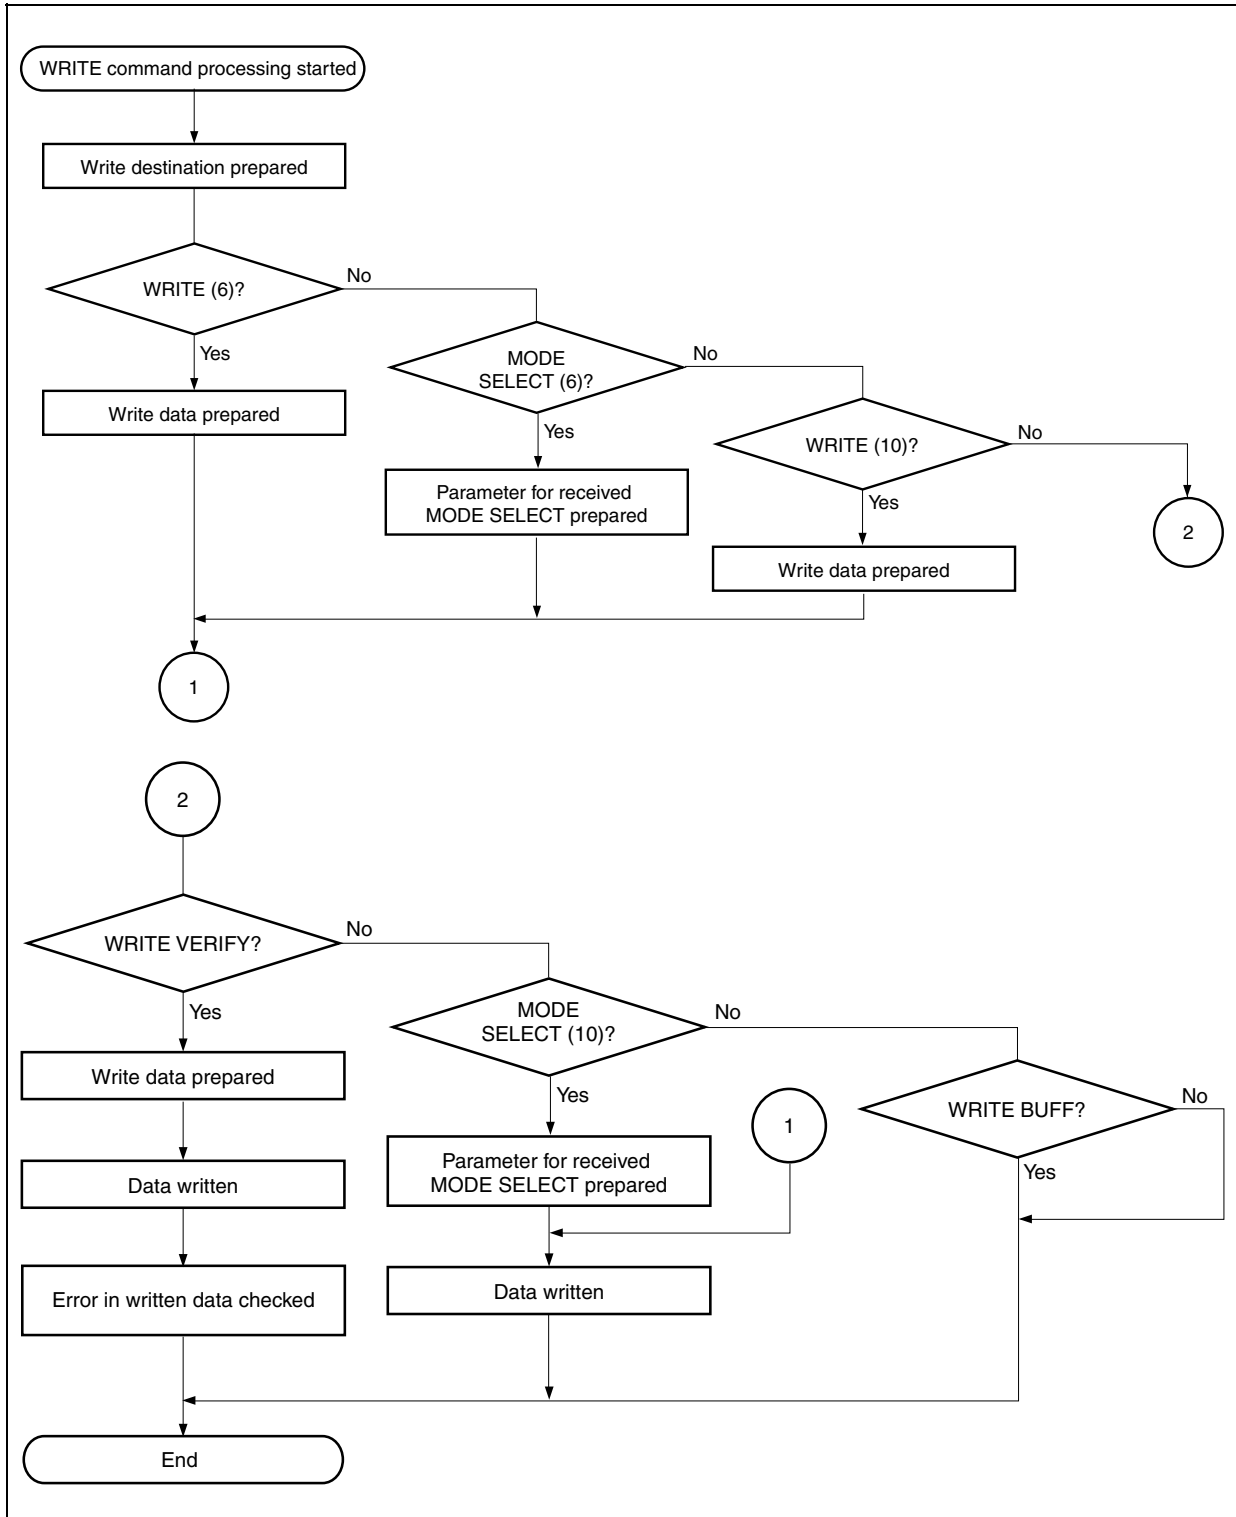 WRITE command processing started
Write destination prepared
WRITE (6)?
No
Yes
Write data prepared
MODE
SELECT (6)?
No
Yes
Parameter for received
MODE SELECT prepared
WRITE (10)?
No
Yes
Write data prepared
2
1
2
WRITE VERIFY?
No
Yes
Write data prepared
Data written
Error in written data checked
MODE
SELECT (10)?
No
Yes
Parameter for received
MODE SELECT prepared
1
Data written
WRITE BUFF?
No
Yes
End